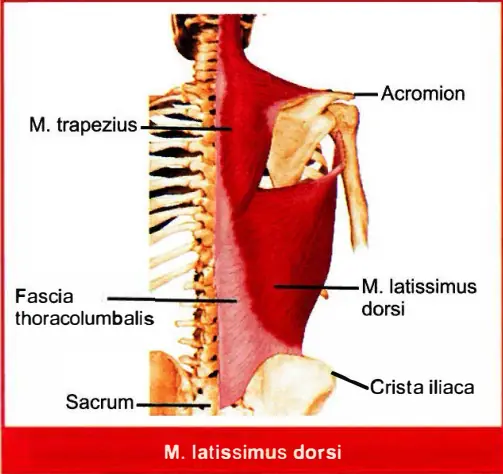 Acromion
M. trapezius
M. latissimus
dorsi
Fascia
thoracolumbalis
Crista iliaca
Sacrum
M. latissimus dorsi